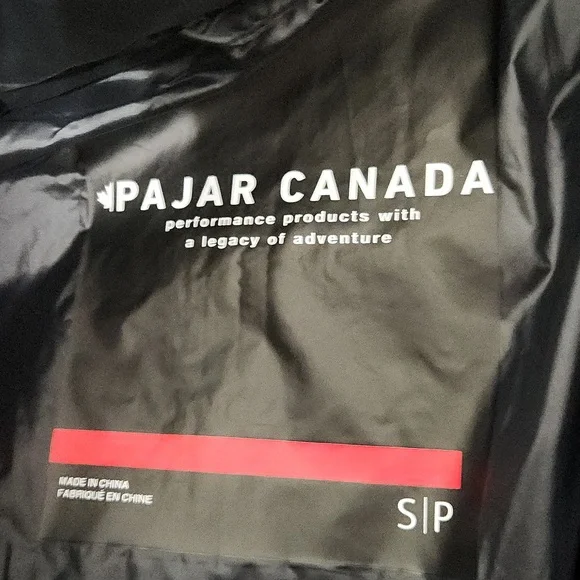 PAJAR CANADA
performance products with
a legacy of adventure
MADE IN CHINA
FABRIQUÉ EN CHINE
S|P